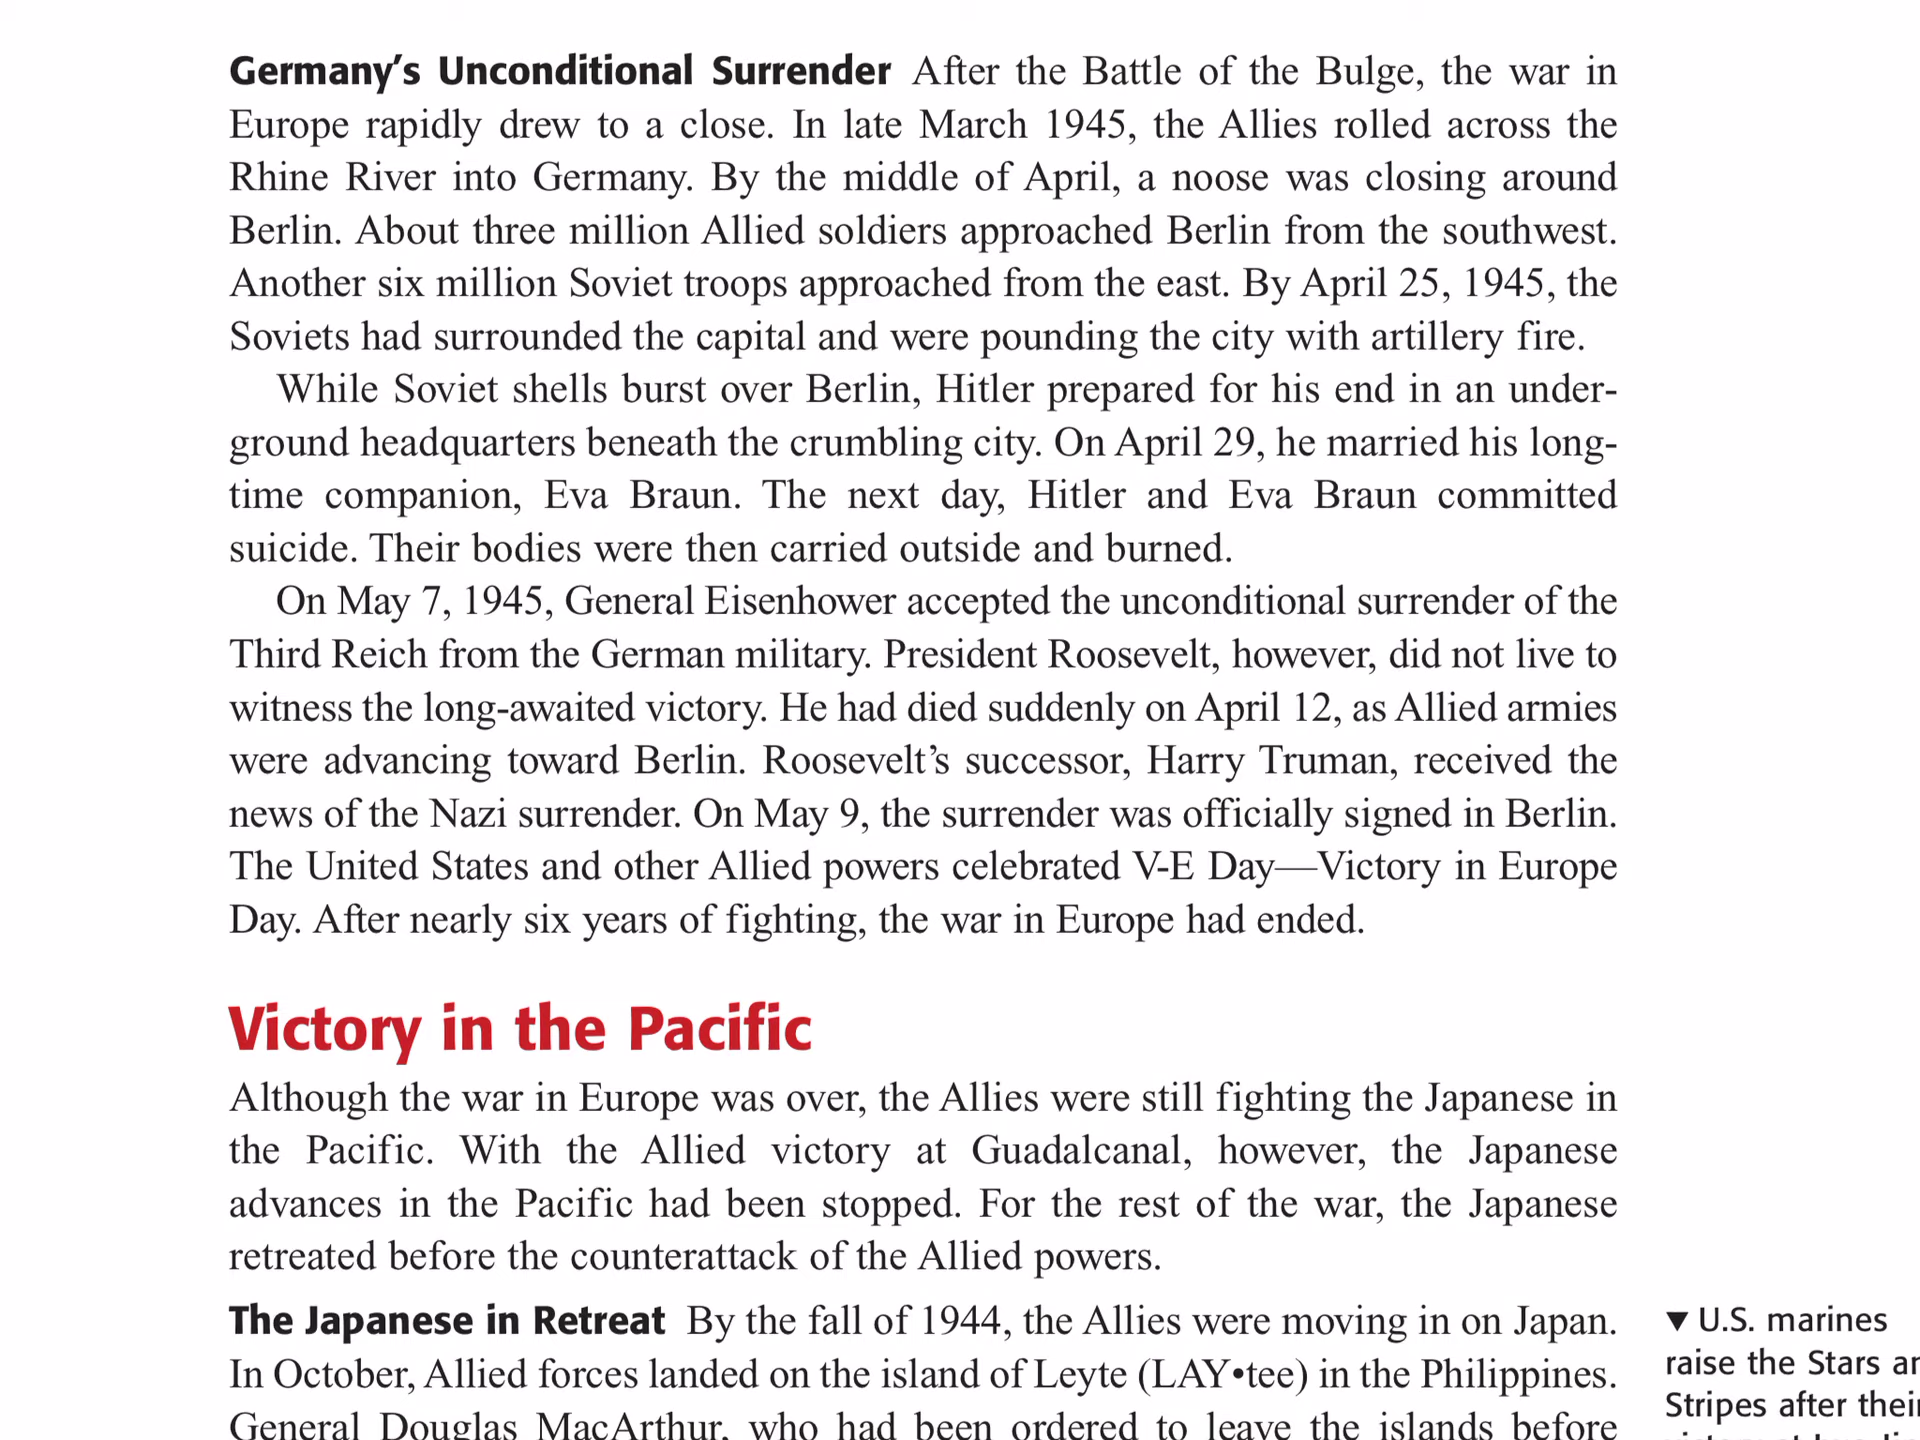 Germany's Unconditional Surrender After the Battle of the Bulge, the war in
Europe rapidly drew to a close. In late March 1945, the Allies rolled across the
Rhine River into Germany. By the middle of April, a noose was closing around
Berlin. About three million Allied soldiers approached Berlin from the southwest.
Another six million Soviet troops approached from the east. By April 25, 1945, the
Soviets had surrounded the capital and were pounding the city with artillery fire.
While Soviet shells burst over Berlin, Hitler prepared for his end in an under-
ground headquarters beneath the crumbling city. On April 29, he married his long-
time companion, Eva Braun. The next day, Hitler and Eva Braun committed
suicide. Their bodies were then carried outside and burned.
On May 7, 1945, General Eisenhower accepted the unconditional surrender of the
Third Reich from the German military. President Roosevelt, however, did not live to
witness the long-awaited victory. He had died suddenly on April 12, as Allied armies
were advancing toward Berlin. Roosevelt's successor, Harry Truman, received the
news of the Nazi surrender. On May 9, the surrender was officially signed in Berlin.
The United States and other Allied powers celebrated V-E Day—Victory in Europe
Day. After nearly six years of fighting, the war in Europe had ended.
Victory in the Pacific
Although the war in Europe was over, the Allies were still fighting the Japanese in
the Pacific. With the Allied victory at Guadalcanal, however, the Japanese
advances in the Pacific had been stopped. For the rest of the war, the Japanese
retreated before the counterattack of the Allied powers.
The Japanese in Retreat By the fall of 1944, the Allies were moving in on Japan.
In October, Allied forces landed on the island of Leyte (LAY•tee) in the Philippines.
General Douglas MacArthur, who had been ordered to leave the islands before
▼ U.S. marines
raise the Stars
Stripes after their